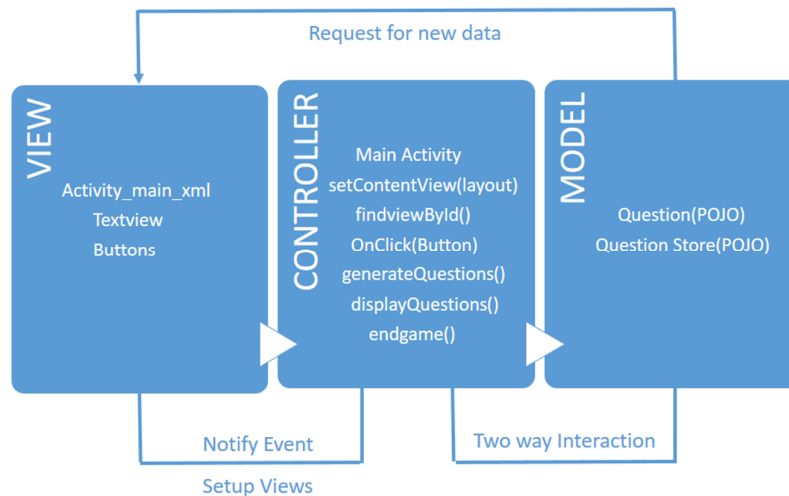 Request for new data
VIEW
Activity_main_xml
Textview
Buttons
CONTROLLER
Main Activity
setContentView(layout)
findviewById()
OnClick(Button)
generateQuestions()
displayQuestions()
endgame()
MODEL
Question(POJO)
Question Store(POJO)
Notify Event
Setup Views
Two way Interaction